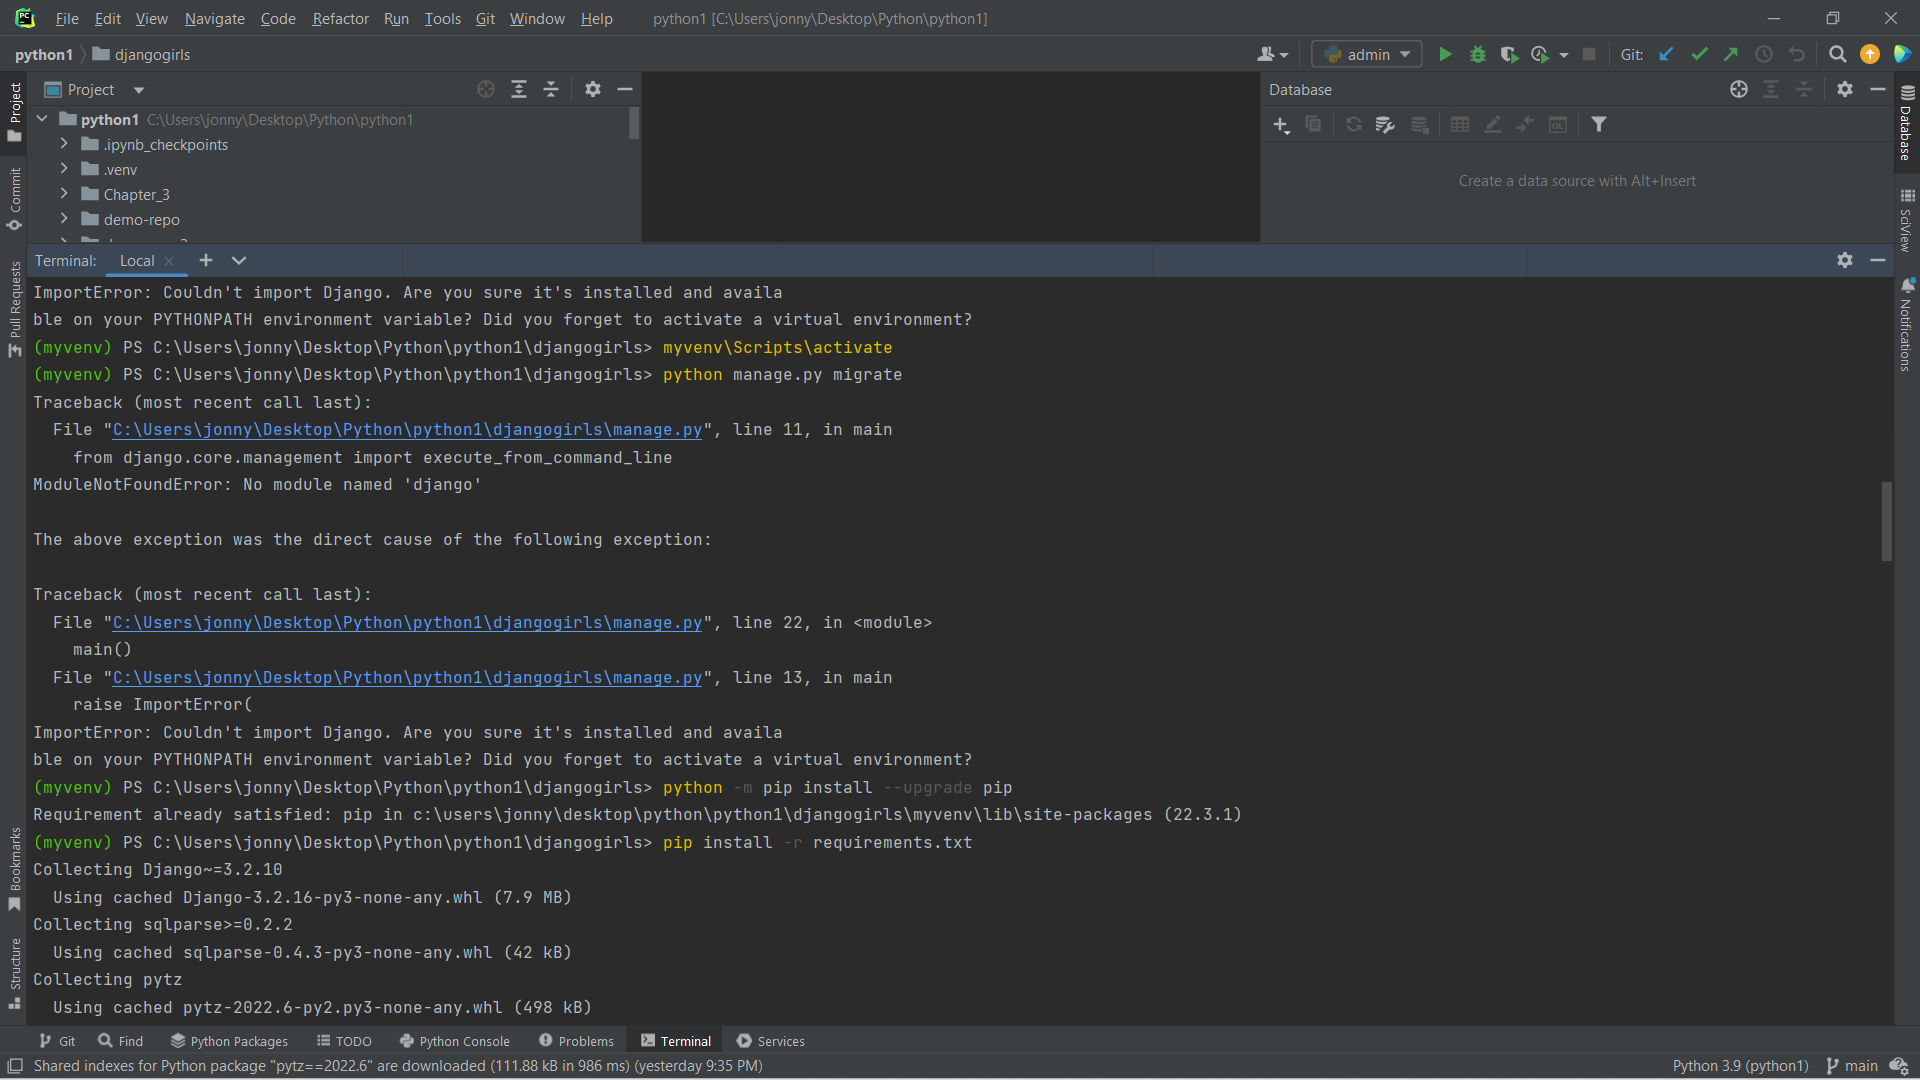 PC
File Edit View Navigate Code Refactor Run Tools Git Window Help python1 [C:\Users\jonny\Desktop\Python\python1]
python1 djangogirls admin Git:
Project
Project
Database
Database
python1 C:\Users\jonny\Desktop\Python\python1
.ipynb_checkpoints
.venv
Chapter_3
demo-repo
Create a data source with Alt+Insert
Commit
Pull Requests
Bookmarks
Structure
SciView
Notifications
Terminal: Local
ImportError: Couldn't import Django. Are you sure it's installed and availa
ble on your PYTHONPATH environment variable? Did you forget to activate a virtual environment?
(myvenv) PS C:\Users\jonny\Desktop\Python\python1\djangogirls> myvenv\Scripts\activate
(myvenv) PS C:\Users\jonny\Desktop\Python\python1\djangogirls> python manage.py migrate
Traceback (most recent call last):
File "C:\Users\jonny\Desktop\Python\python1\djangogirls\manage.py", line 11, in main
from django.core.management import execute_from_command_line
ModuleNotFoundError: No module named 'django'
The above exception was the direct cause of the following exception:
Traceback (most recent call last):
File "C:\Users\jonny\Desktop\Python\python1\djangogirls\manage.py", line 22, in <module>
main()
File "C:\Users\jonny\Desktop\Python\python1\djangogirls\manage.py", line 13, in main
raise ImportError(
ImportError: Couldn't import Django. Are you sure it's installed and availa
ble on your PYTHONPATH environment variable? Did you forget to activate a virtual environment?
(myvenv) PS C:\Users\jonny\Desktop\Python\python1\djangogirls> python -m pip install --upgrade pip
Requirement already satisfied: pip in c:\users\jonny\desktop\python\python1\djangogirls\myvenv\lib\site-packages (22.3.1)
(myvenv) PS C:\Users\jonny\Desktop\Python\python1\djangogirls> pip install -r requirements.txt
Collecting Django~=3.2.10
Using cached Django-3.2.16-py3-none-any.whl (7.9 MB)
Collecting sqlparse>=0.2.2
Using cached sqlparse-0.4.3-py3-none-any.whl (42 kB)
Collecting pytz
Using cached pytz-2022.6-py2.py3-none-any.whl (498 kB)
Git Find Python Packages TODO Python Console Problems Terminal Services
Shared indexes for Python package "pytz==2022.6" are downloaded (111.88 kB in 986 ms) (yesterday 9:35 PM) Python 3.9 (python1) main